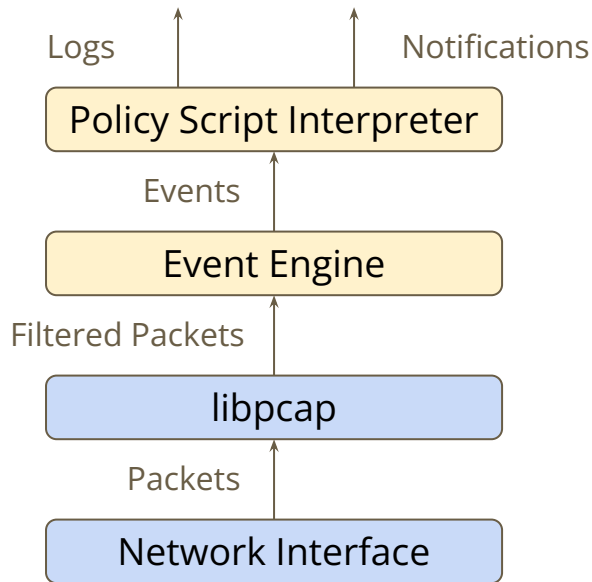 Logs
Notifications
Policy Script Interpreter
Events
Event Engine
Filtered Packets
libpcap
Packets
Network Interface